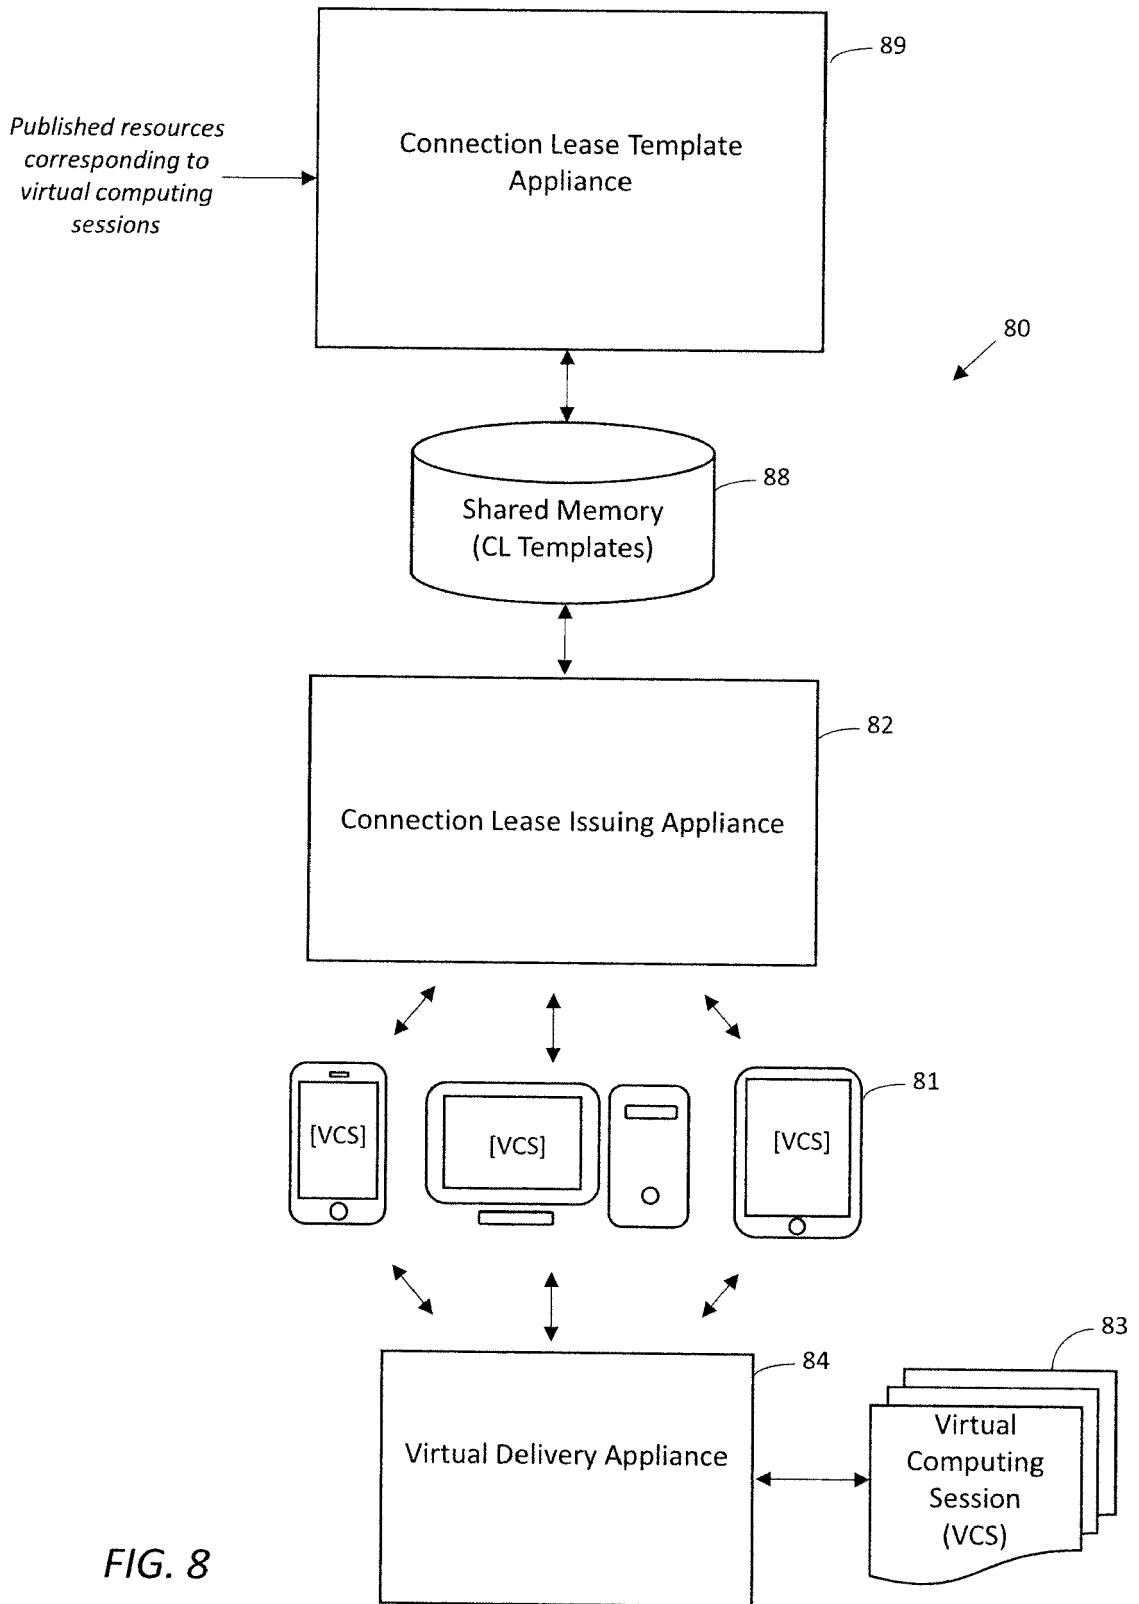 89
Published resources
corresponding to
virtual computing
sessions
Connection Lease Template
Appliance
80
88
Shared Memory
(CL Templates)
82
Connection Lease Issuing Appliance
81
[VCS]
[VCS]
[VCS]
83
84
Virtual Delivery Appliance
Virtual
Computing
Session
(VCS)
FIG. 8